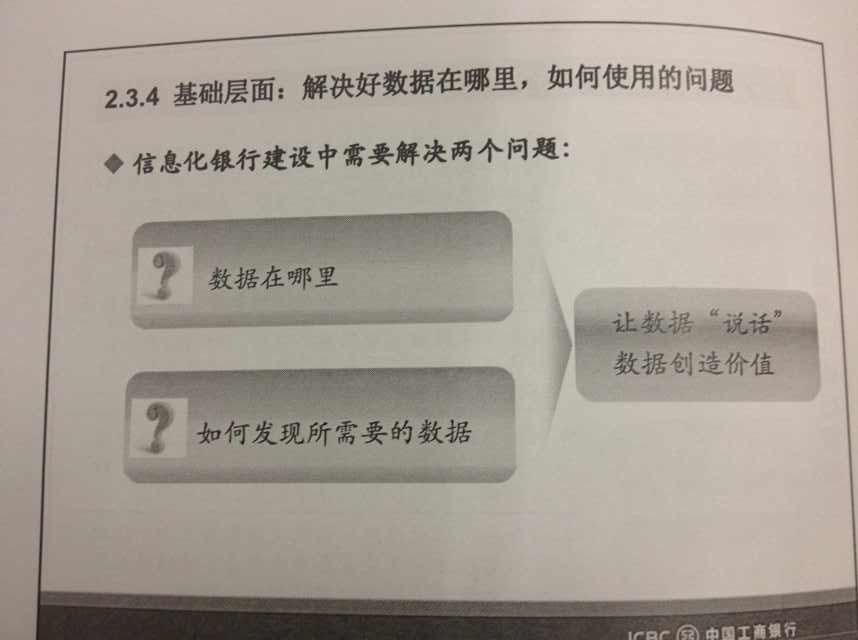 2.3.4 基础层面：解决好数据在哪里，如何使用的问题
◆ 信息化银行建设中需要解决两个问题：
? 数据在哪里
? 如何发现所需要的数据
让数据“说话”
数据创造价值
ICBC 中国工商银行